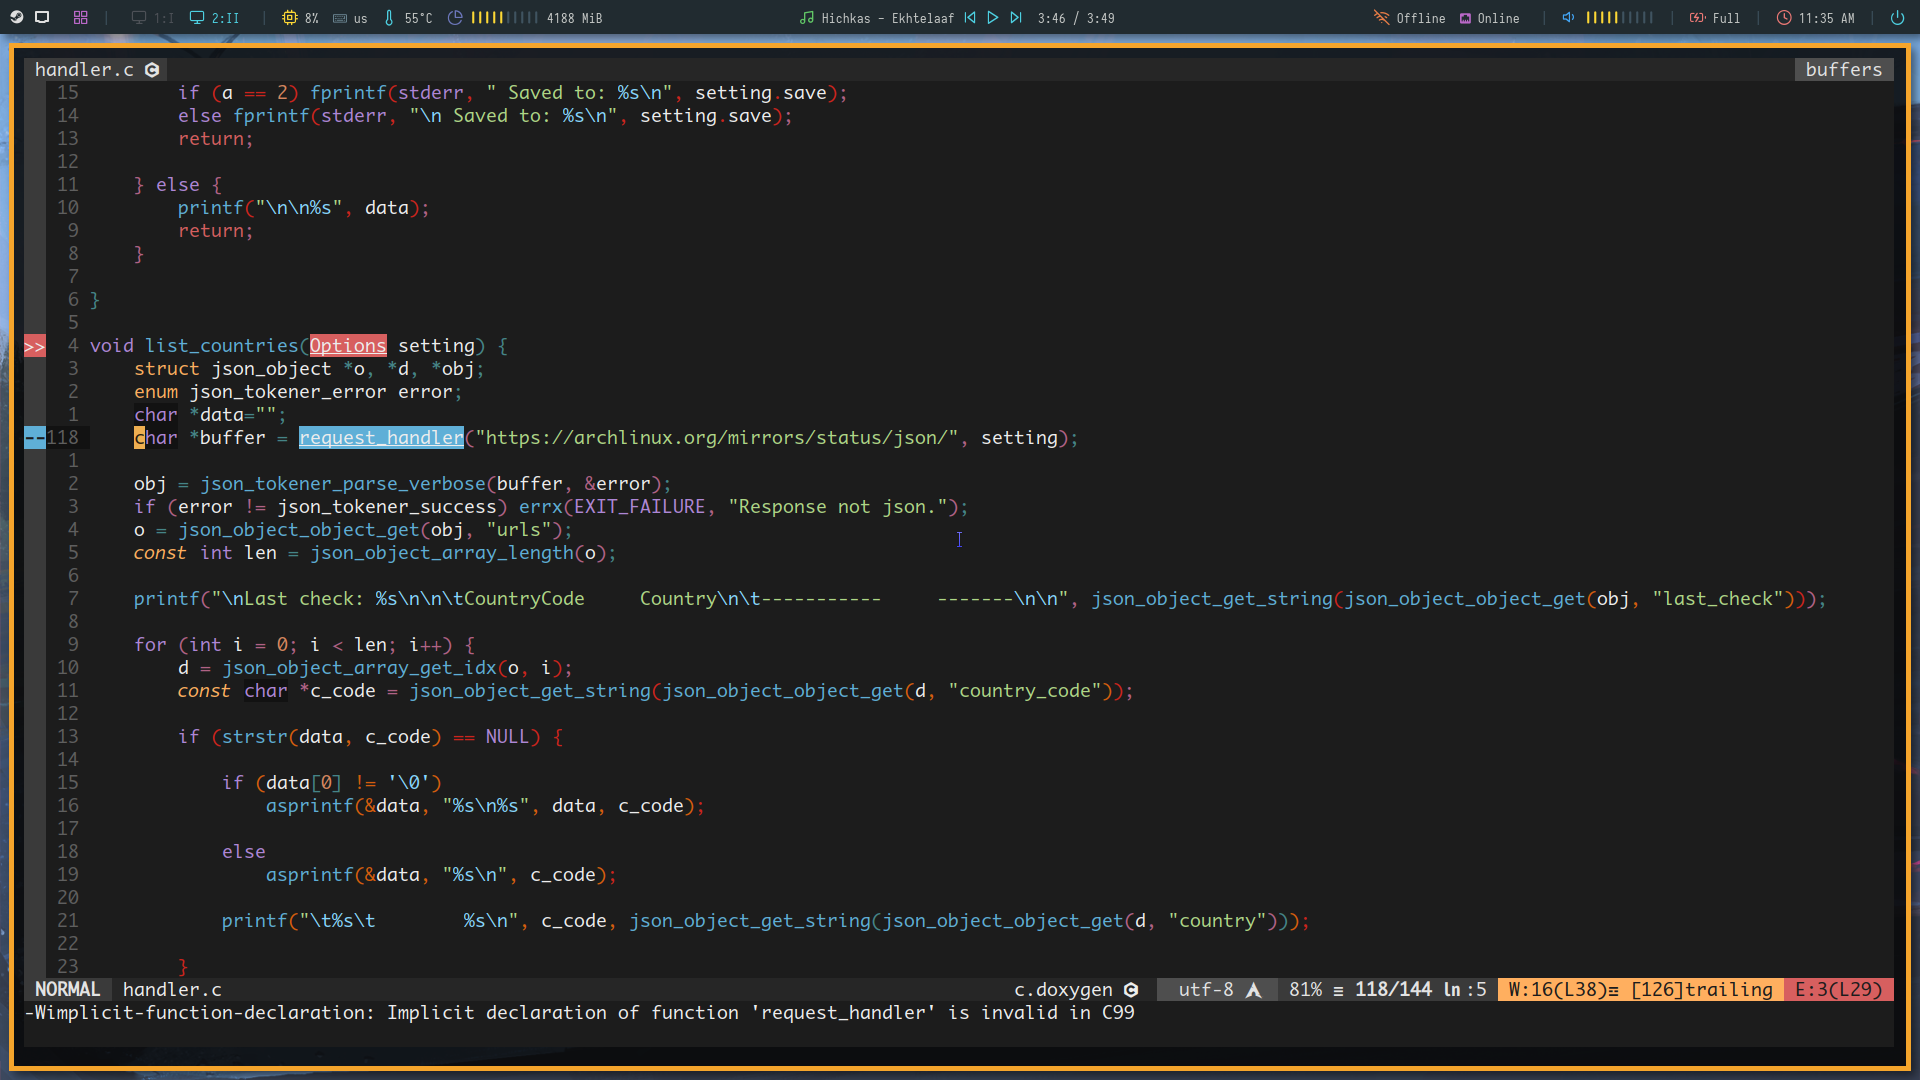 1:I 2:II 8% us 55°C 4188 MiB Hichkas - Ekhtelaaf 3:46 / 3:49 Offline Online Full 11:35 AM
handler.c buffers
15         if (a == 2) fprintf(stderr, " Saved to: %s\n", setting.save);
14         else fprintf(stderr, "\n Saved to: %s\n", setting.save);
13         return;
12
11     } else {
10         printf("\n\n%s", data);
9         return;
8     }
7
6 }
5
>> 4 void list_countries(Options setting) {
3     struct json_object *o, *d, *obj;
2     enum json_tokener_error error;
1     char *data="";
--118     char *buffer = request_handler("https://archlinux.org/mirrors/status/json/", setting);
1
2     obj = json_tokener_parse_verbose(buffer, &error);
3     if (error != json_tokener_success) errx(EXIT_FAILURE, "Response not json.");
4     o = json_object_object_get(obj, "urls");
5     const int len = json_object_array_length(o);
6
7     printf("\nLast check: %s\n\n\tCountryCode     Country\n\t-----------     -------\n\n", json_object_get_string(json_object_object_get(obj, "last_check")));
8
9     for (int i = 0; i < len; i++) {
10         d = json_object_array_get_idx(o, i);
11         const char *c_code = json_object_get_string(json_object_object_get(d, "country_code"));
12
13         if (strstr(data, c_code) == NULL) {
14
15             if (data[0] != '\0')
16                 asprintf(&data, "%s\n%s", data, c_code);
17
18             else
19                 asprintf(&data, "%s\n", c_code);
20
21             printf("\t%s\t        %s\n", c_code, json_object_get_string(json_object_object_get(d, "country")));
22
23         }
NORMAL handler.c c.doxygen utf-8 81% ≡ 118/144 ln:5 W:16(L38)≡ [126]trailing E:3(L29)
-Wimplicit-function-declaration: Implicit declaration of function 'request_handler' is invalid in C99